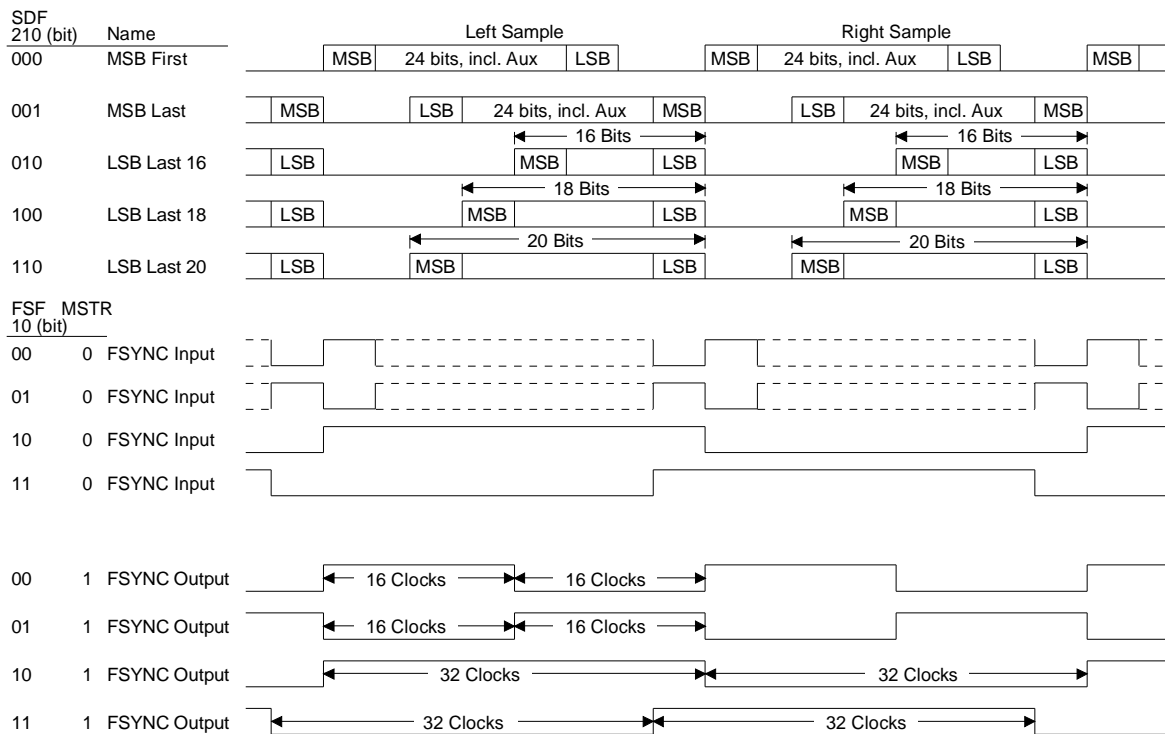 SDF
210 (bit) Name Left Sample Right Sample
000 MSB First MSB 24 bits, incl. Aux LSB MSB 24 bits, incl. Aux LSB MSB
001 MSB Last MSB LSB 24 bits, incl. Aux MSB LSB 24 bits, incl. Aux MSB
16 Bits 16 Bits
010 LSB Last 16 LSB MSB LSB MSB LSB
18 Bits 18 Bits
100 LSB Last 18 LSB MSB LSB MSB LSB
20 Bits 20 Bits
110 LSB Last 20 LSB MSB LSB MSB LSB
FSF MSTR
10 (bit)
00 0 FSYNC Input
01 0 FSYNC Input
10 0 FSYNC Input
11 0 FSYNC Input
00 1 FSYNC Output 16 Clocks 16 Clocks
01 1 FSYNC Output 16 Clocks 16 Clocks
10 1 FSYNC Output 32 Clocks 32 Clocks
11 1 FSYNC Output 32 Clocks 32 Clocks